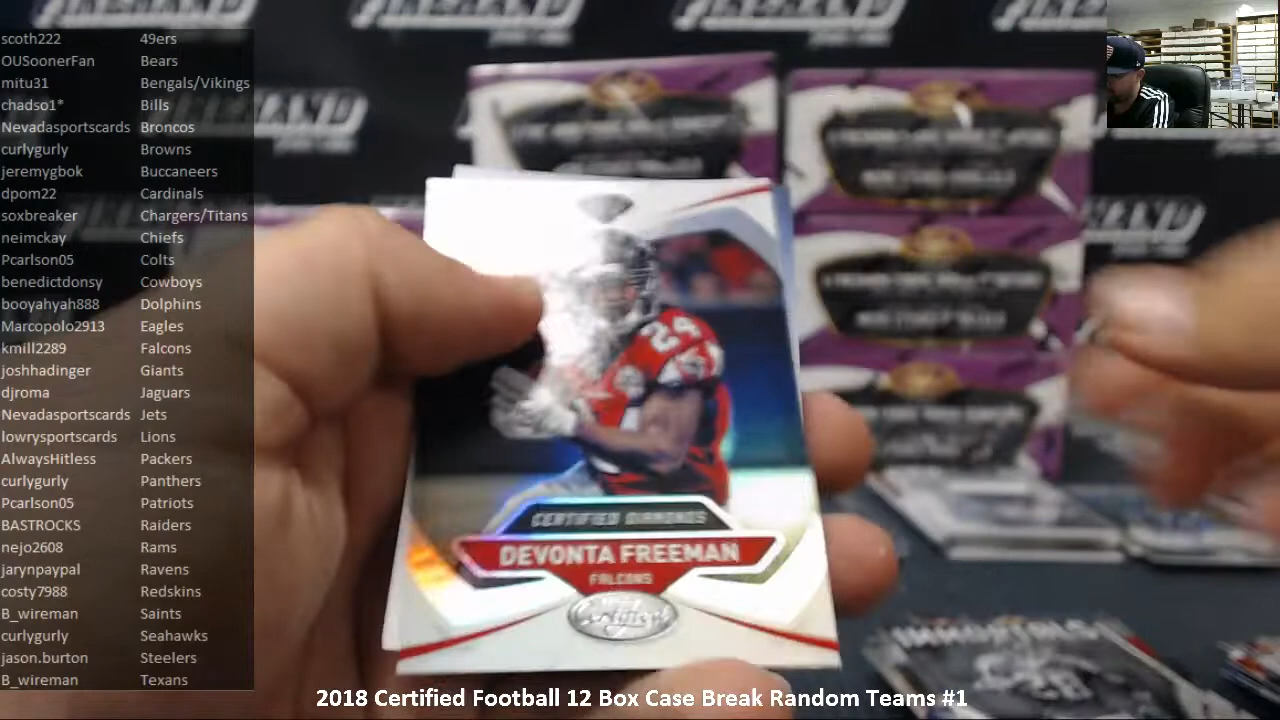 scoth222 49ers
OUSoonerFan Bears
mitu31 Bengals/Vikings
chadso1* Bills
Nevadasportscards Broncos
curlygurly Browns
jeremygbok Buccaneers
dpom22 Cardinals
soxbreaker Chargers/Titans
neimckay Chiefs
Pcarlson05 Colts
benedictdonsy Cowboys
booyahyah888 Dolphins
Marcopolo2913 Eagles
kmill2289 Falcons
joshhadinger Giants
djroma Jaguars
Nevadasportscards Jets
lowrysportscards Lions
AlwaysHitless Packers
curlygurly Panthers
Pcarlson05 Patriots
BASTROCKS Raiders
nejo2608 Rams
jarynpaypal Ravens
costy7988 Redskins
B_wireman Saints
curlygurly Seahawks
jason.burton Steelers
B_wireman Texans
24
CERTIFIED DIAMONDS
DEVONTA FREEMAN
FALCONS
Certified
IMMORTALS
2018 Certified Football 12 Box Case Break Random Teams #1